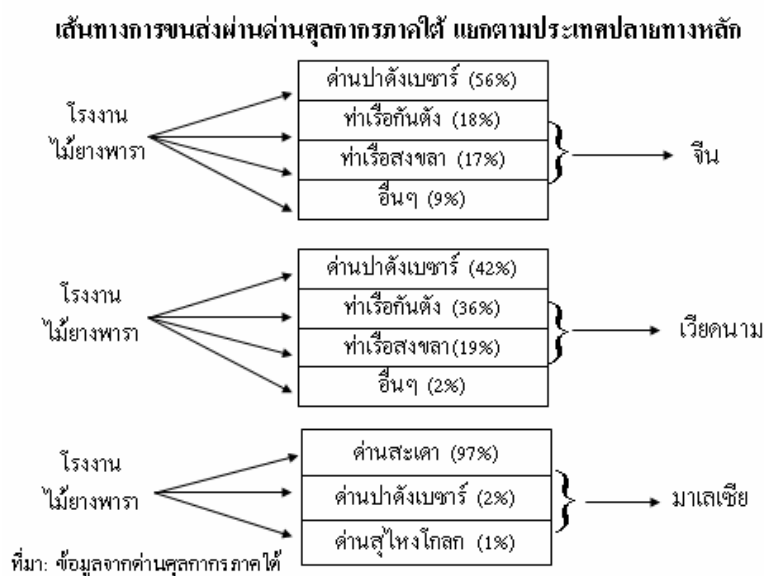 เส้นทางการขนส่งผ่านด่านศุลกากรภาคใต้ แยกตามประเทศปลายทางหลัก
โรงงาน
ไม้ยางพารา
ด่านปาดังเบซาร์ (56%)
ท่าเรือกันตัง (18%)
ท่าเรือสงขลา (17%)
อื่นๆ (9%)
จีน
โรงงาน
ไม้ยางพารา
ด่านปาดังเบซาร์ (42%)
ท่าเรือกันตัง (36%)
ท่าเรือสงขลา(19%)
อื่นๆ (2%)
เวียดนาม
โรงงาน
ไม้ยางพารา
ด่านสะเดา (97%)
ด่านปาดังเบซาร์ (2%)
ด่านสุไหงโกลก (1%)
มาเลเซีย
ที่มา: ข้อมูลจากด่านศุลกากรภาคใต้